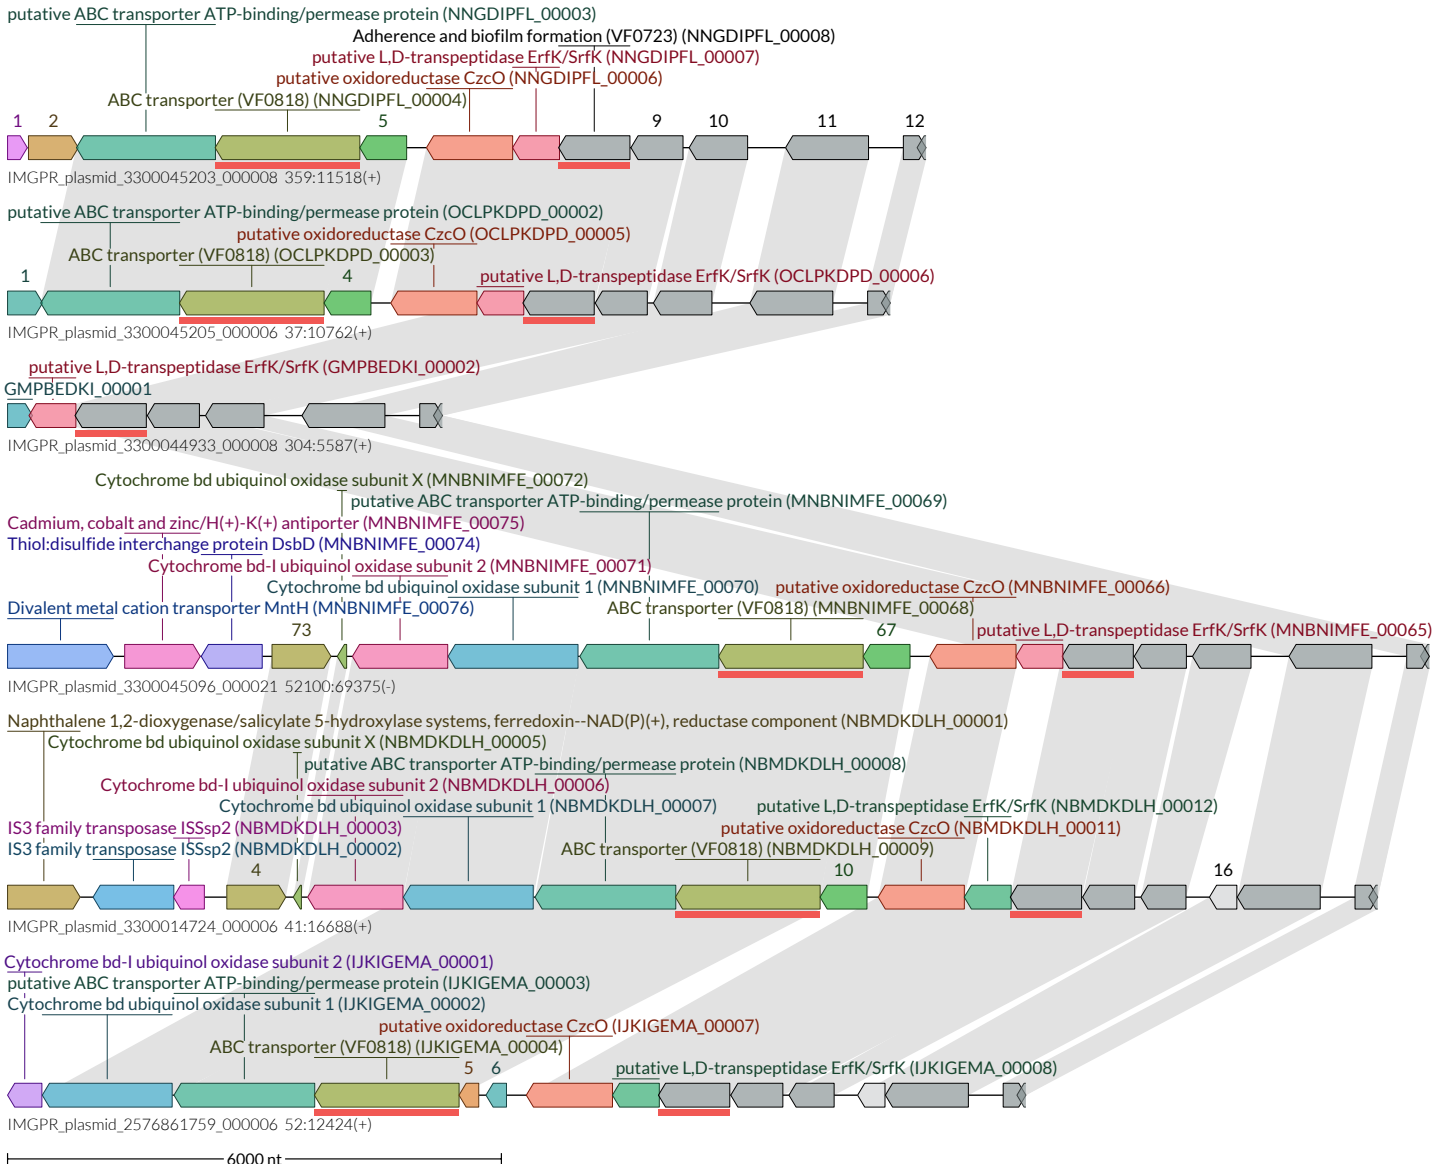 putative ABC transporter ATP-binding/permease protein (NNGDIPFL_00003)
Adherence and biofilm formation (VF0723) (NNGDIPFL_00008)
putative L,D-transpeptidase ErfK/SrfK (NNGDIPFL_00007)
putative oxidoreductase CzcO (NNGDIPFL_00006)
ABC transporter (VF0818) (NNGDIPFL_00004)
1 2 5 9 10 11 12
IMGPR_plasmid_3300045203_000008 359:11518(+)
putative ABC transporter ATP-binding/permease protein (OCLPKDPD_00002)
putative oxidoreductase CzcO (OCLPKDPD_00005)
ABC transporter (VF0818) (OCLPKDPD_00003)
1 4 putative L,D-transpeptidase ErfK/SrfK (OCLPKDPD_00006)
IMGPR_plasmid_3300045205_000006 37:10762(+)
putative L,D-transpeptidase ErfK/SrfK (GMPBEDKI_00002)
GMPBEDKI_00001
IMGPR_plasmid_3300044933_000008 304:5587(+)
Cytochrome bd ubiquinol oxidase subunit X (MNBNIMFE_00072)
putative ABC transporter ATP-binding/permease protein (MNBNIMFE_00069)
Cadmium, cobalt and zinc/H(+)-K(+) antiporter (MNBNIMFE_00075)
Thiol:disulfide interchange protein DsbD (MNBNIMFE_00074)
Cytochrome bd-I ubiquinol oxidase subunit 2 (MNBNIMFE_00071)
Cytochrome bd ubiquinol oxidase subunit 1 (MNBNIMFE_00070) putative oxidoreductase CzcO (MNBNIMFE_00066)
Divalent metal cation transporter MntH (MNBNIMFE_00076) ABC transporter (VF0818) (MNBNIMFE_00068)
73 67 putative L,D-transpeptidase ErfK/SrfK (MNBNIMFE_00065)
IMGPR_plasmid_3300045096_000021 52100:69375(-)
Naphthalene 1,2-dioxygenase/salicylate 5-hydroxylase systems, ferredoxin--NAD(P)(+), reductase component (NBMDKDLH_00001)
Cytochrome bd ubiquinol oxidase subunit X (NBMDKDLH_00005)
putative ABC transporter ATP-binding/permease protein (NBMDKDLH_00008)
Cytochrome bd-I ubiquinol oxidase subunit 2 (NBMDKDLH_00006)
Cytochrome bd ubiquinol oxidase subunit 1 (NBMDKDLH_00007) putative L,D-transpeptidase ErfK/SrfK (NBMDKDLH_00012)
IS3 family transposase ISSsp2 (NBMDKDLH_00003) putative oxidoreductase CzcO (NBMDKDLH_00011)
IS3 family transposase ISSsp2 (NBMDKDLH_00002) ABC transporter (VF0818) (NBMDKDLH_00009)
4 10 16
IMGPR_plasmid_3300014724_000006 41:16688(+)
Cytochrome bd-I ubiquinol oxidase subunit 2 (IJKIGEMA_00001)
putative ABC transporter ATP-binding/permease protein (IJKIGEMA_00003)
Cytochrome bd ubiquinol oxidase subunit 1 (IJKIGEMA_00002)
putative oxidoreductase CzcO (IJKIGEMA_00007)
ABC transporter (VF0818) (IJKIGEMA_00004)
5 6 putative L,D-transpeptidase ErfK/SrfK (IJKIGEMA_00008)
IMGPR_plasmid_2576861759_000006 52:12424(+)
6000 nt